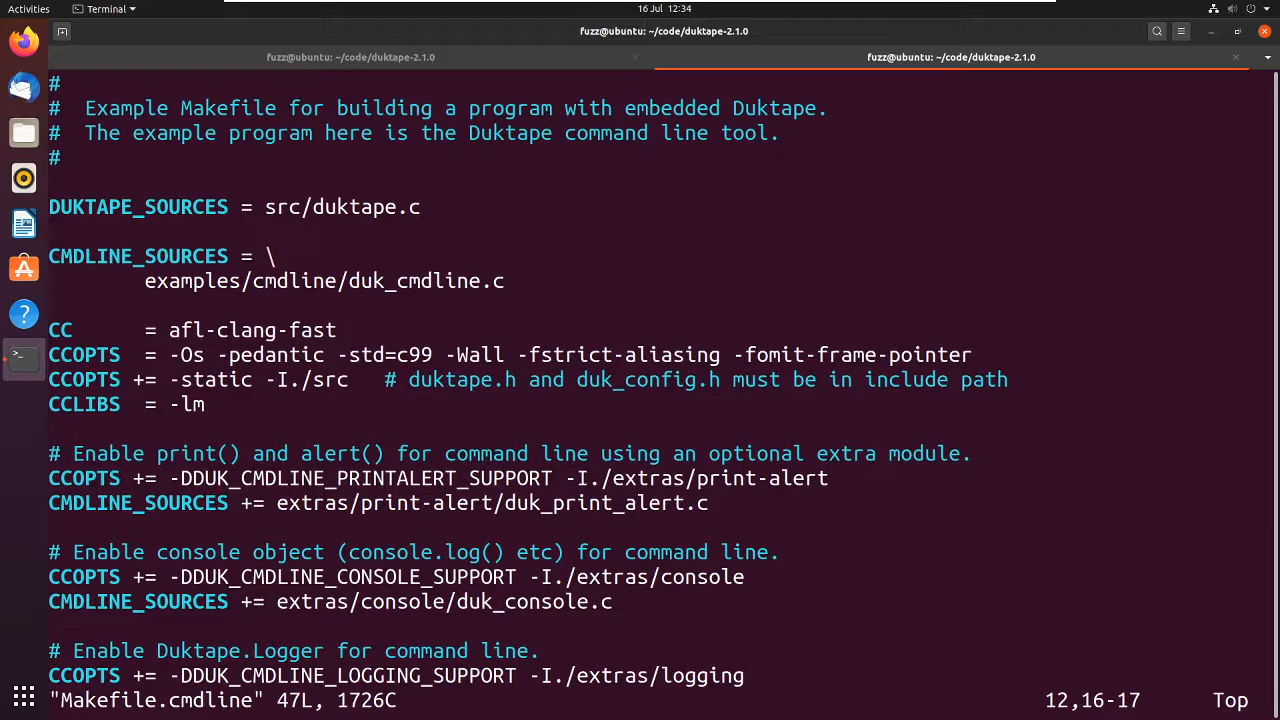 Activities
Terminal
16 Jul 12:34
fuzz@ubuntu: ~/code/duktape-2.1.0
fuzz@ubuntu: ~/code/duktape-2.1.0
fuzz@ubuntu: ~/code/duktape-2.1.0
#
#  Example Makefile for building a program with embedded Duktape.
#  The example program here is the Duktape command line tool.
#
DUKTAPE_SOURCES = src/duktape.c
CMDLINE_SOURCES = \
        examples/cmdline/duk_cmdline.c
CC      = afl-clang-fast
CCOPTS  = -Os -pedantic -std=c99 -Wall -fstrict-aliasing -fomit-frame-pointer
CCOPTS += -static -I./src   # duktape.h and duk_config.h must be in include path
CCLIBS  = -lm
# Enable print() and alert() for command line using an optional extra module.
CCOPTS += -DDUK_CMDLINE_PRINTALERT_SUPPORT -I./extras/print-alert
CMDLINE_SOURCES += extras/print-alert/duk_print_alert.c
# Enable console object (console.log() etc) for command line.
CCOPTS += -DDUK_CMDLINE_CONSOLE_SUPPORT -I./extras/console
CMDLINE_SOURCES += extras/console/duk_console.c
# Enable Duktape.Logger for command line.
CCOPTS += -DDUK_CMDLINE_LOGGING_SUPPORT -I./extras/logging
"Makefile.cmdline" 47L, 1726C
12,16-17
Top